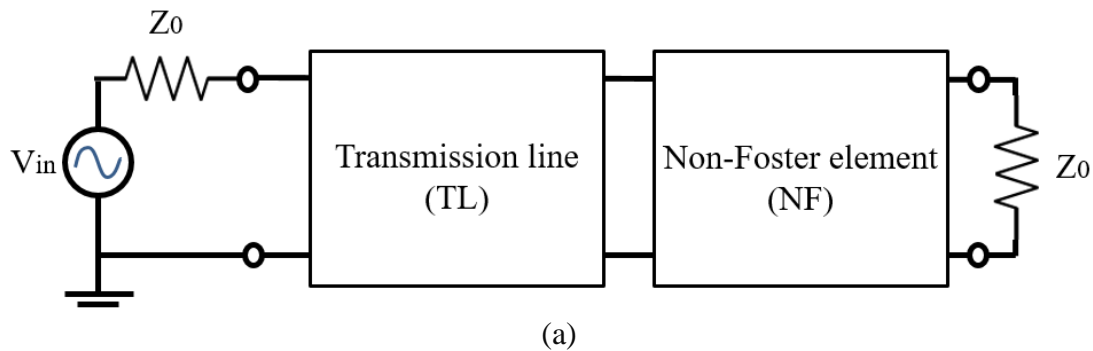 Z0
Vin
Transmission line
(TL)
Non-Foster element
(NF)
Z0
(a)